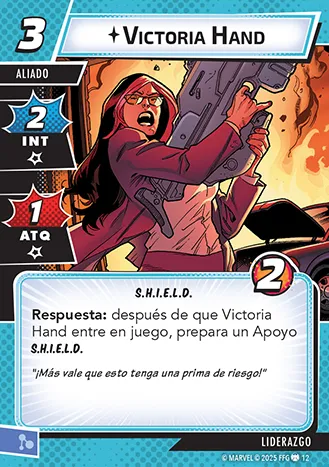 3
VICTORIA HAND
ALIADO
2
INT
1
ATQ
2
S.H.I.E.L.D.
Respuesta: después de que Victoria
Hand entre en juego, prepara un Apoyo
S.H.I.E.L.D.
"¡Más vale que esto tenga una prima de riesgo!"
LIDERAZGO
© MARVEL © 2025 FFG 12